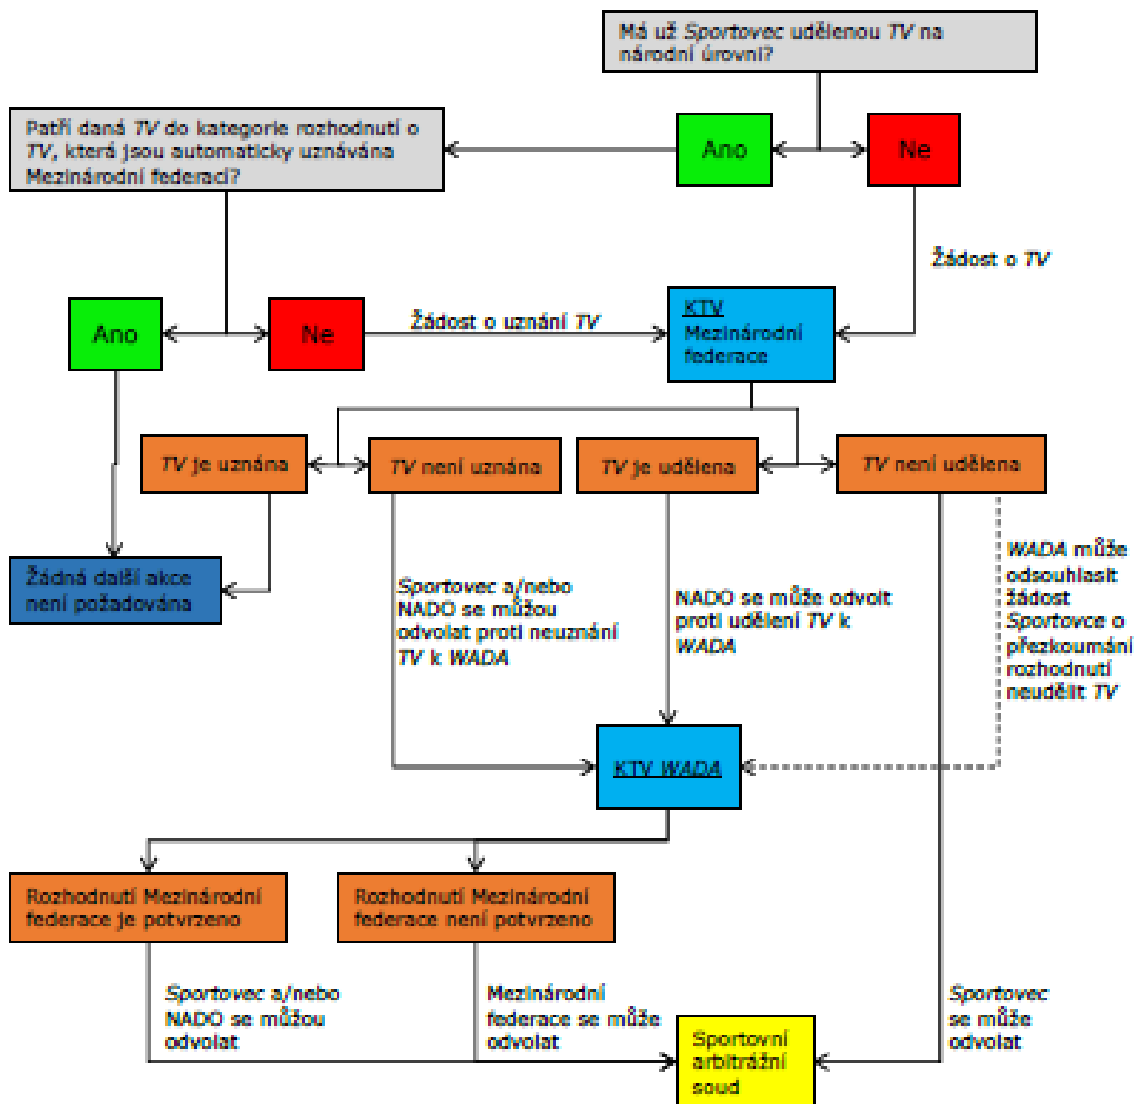 Má už Sportovec udělenou TV na
národní úrovni?
Patří daná TV do kategorie rozhodnutí o
TV, která jsou automaticky uznávána
Mezinárodní federací?
Ano
Ne
Žádost o TV
Ano
Ne
Žádost o uznání TV
KTV
Mezinárodní
federace
TV je uznána
TV není uznána
TV je udělena
TV není udělena
Žádná další akce
není požadována
Sportovec a/nebo
NADO se můžou
odvolat proti neuznání
TV k WADA
NADO se může odvolt
proti udělení TV k
WADA
WADA může
odsouhlasit
žádost
Sportovce o
přezkoumání
rozhodnutí
neudělit TV
KTV WADA
Rozhodnutí Mezinárodní
federace je potvrzeno
Rozhodnutí Mezinárodní
federace není potvrzeno
Sportovec a/nebo
NADO se můžou
odvolat
Mezinárodní
federace se může
odvolat
Sportovec
se může
odvolat
Sportovní
arbitrážní
soud